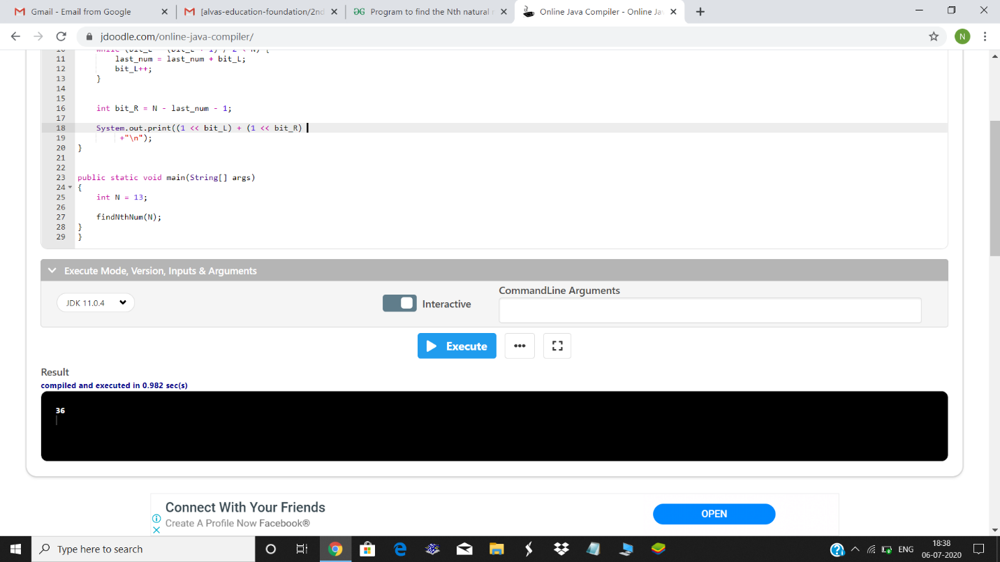 Gmail - Email from Google
[alvas-education-foundation/2nd
Program to find the Nth natural
Online Java Compiler - Online Ja
jdoodle.com/online-java-compiler/
N
11 last_num = last_num + bit_L;
12 bit_L++;
13 }
14
15
16 int bit_R = N - last_num - 1;
17
18 System.out.print((1 << bit_L) + (1 << bit_R)
19 +"\n");
20 }
21
22
23 public static void main(String[] args)
24 {
25 int N = 13;
26
27 findNthNum(N);
28 }
29 }
Execute Mode, Version, Inputs & Arguments
CommandLine Arguments
JDK 11.0.4
Interactive
Execute
Result
compiled and executed in 0.982 sec(s)
36
Connect With Your Friends
Create A Profile Now Facebook®
OPEN
Type here to search
ENG
18:38
06-07-2020